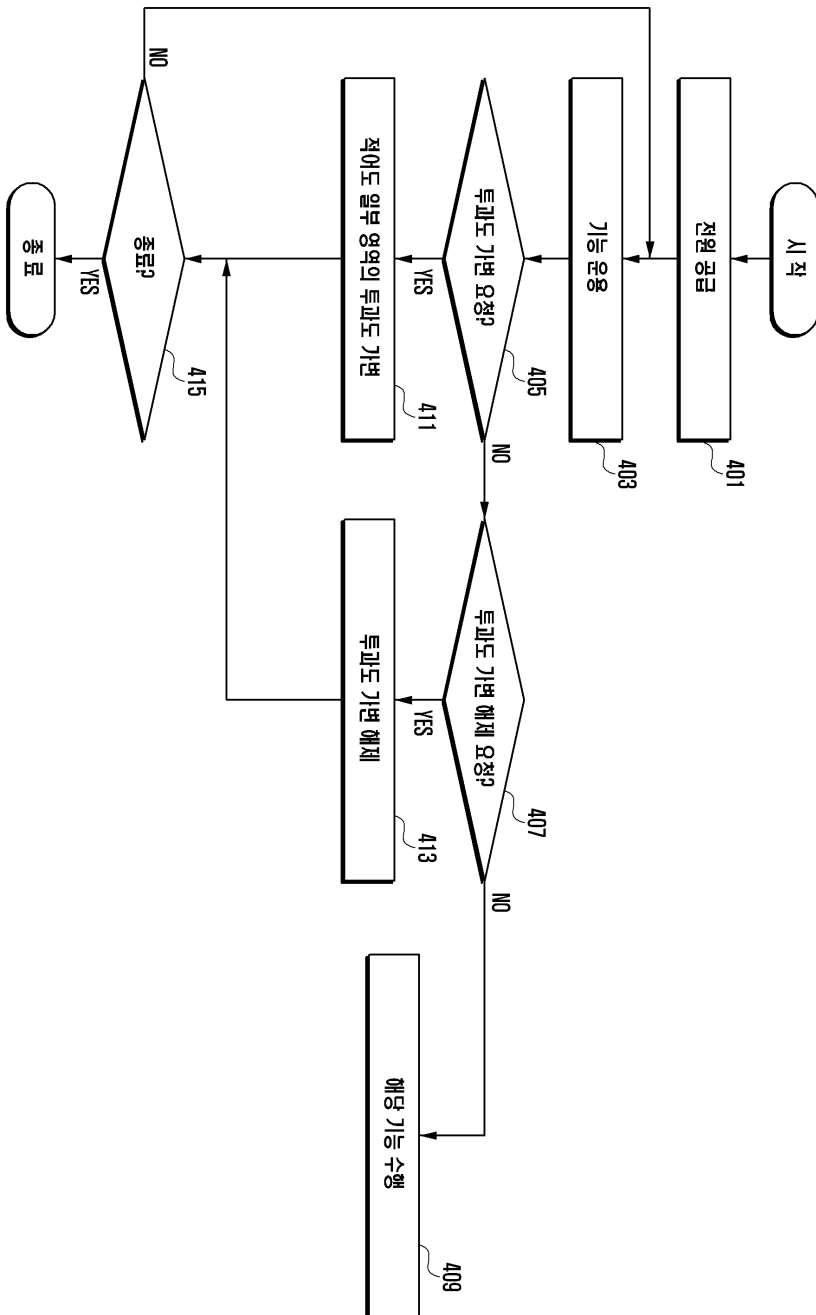 시 작
전원 공급
401
기능 운용
403
투과도 가변 요청?
405
NO
YES
투과도 가변 해제 요청?
407
NO
YES
적어도 일부 영역의 투과도 가변
411
투과도 가변 해제
413
해당 기능 수행
409
종료?
415
NO
YES
종 료